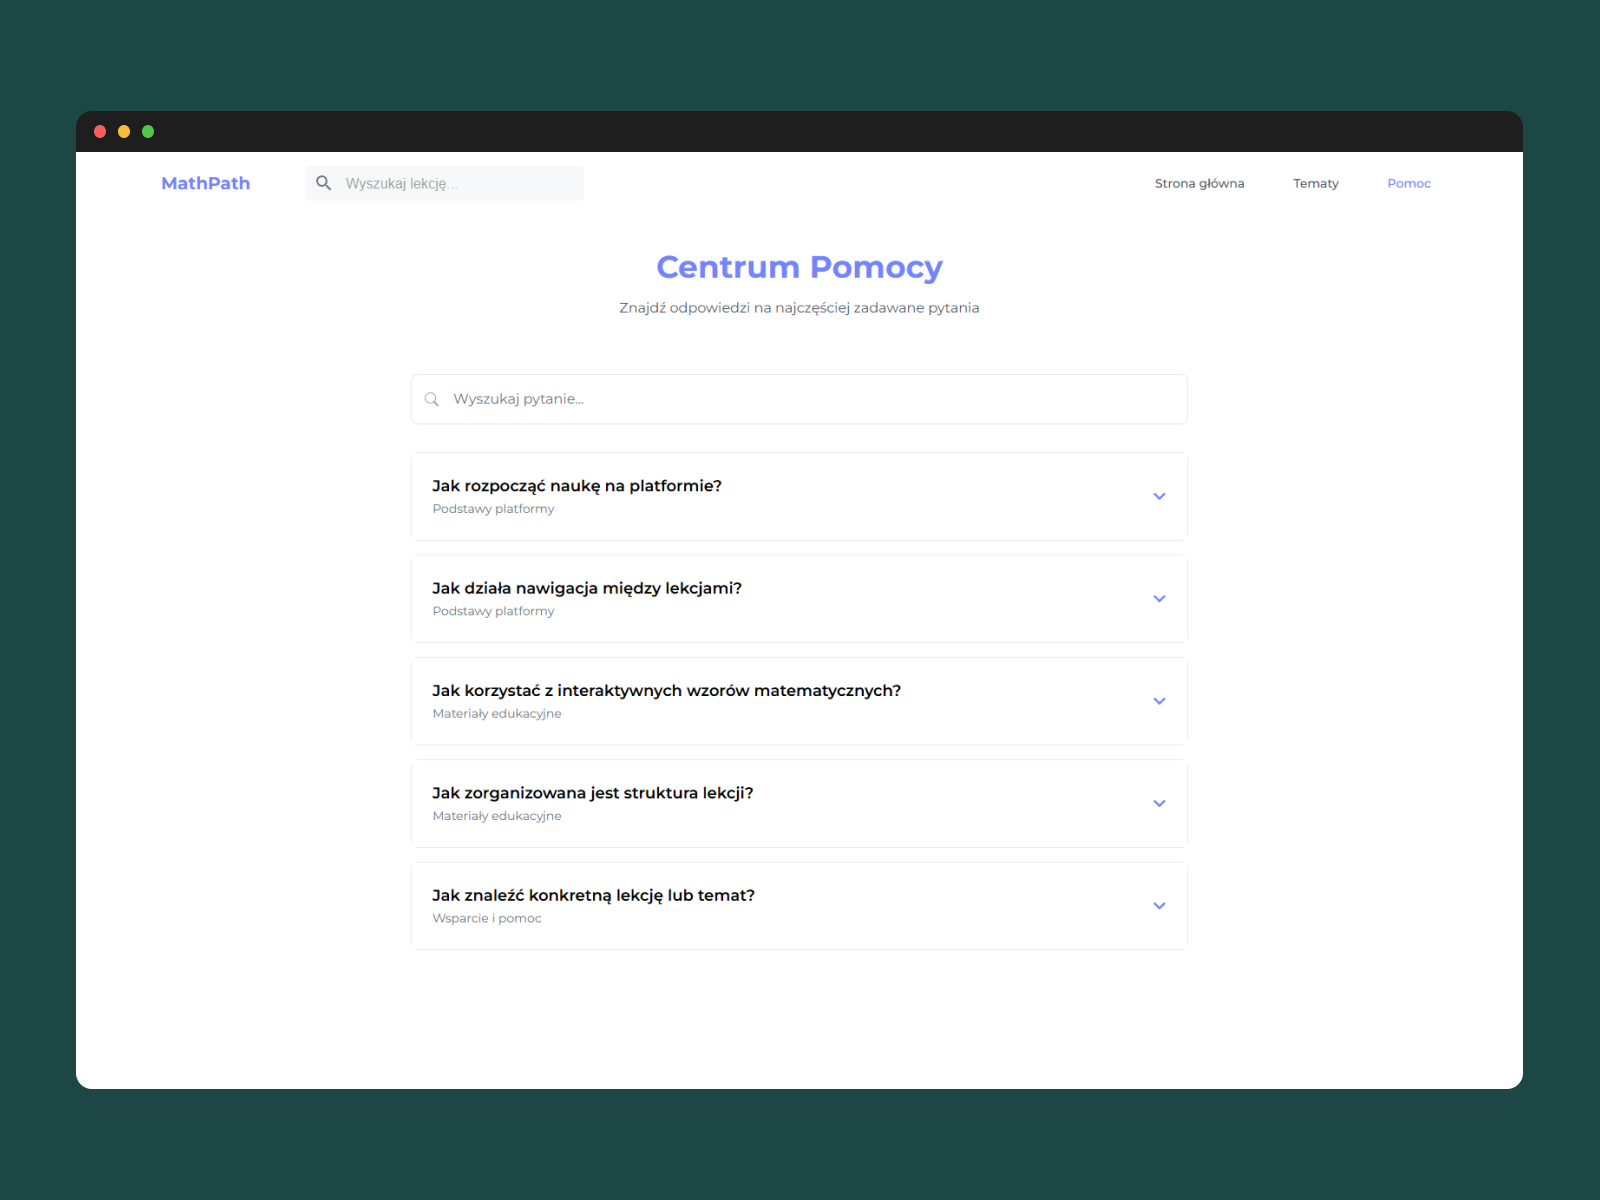 MathPath
Wyszukaj lekcję...
Strona główna
Tematy
Pomoc
Centrum Pomocy
Znajdź odpowiedzi na najczęściej zadawane pytania
Wyszukaj pytanie...
Jak rozpocząć naukę na platformie?
Podstawy platformy
Jak działa nawigacja między lekcjami?
Podstawy platformy
Jak korzystać z interaktywnych wzorów matematycznych?
Materiały edukacyjne
Jak zorganizowana jest struktura lekcji?
Materiały edukacyjne
Jak znaleźć konkretną lekcję lub temat?
Wsparcie i pomoc